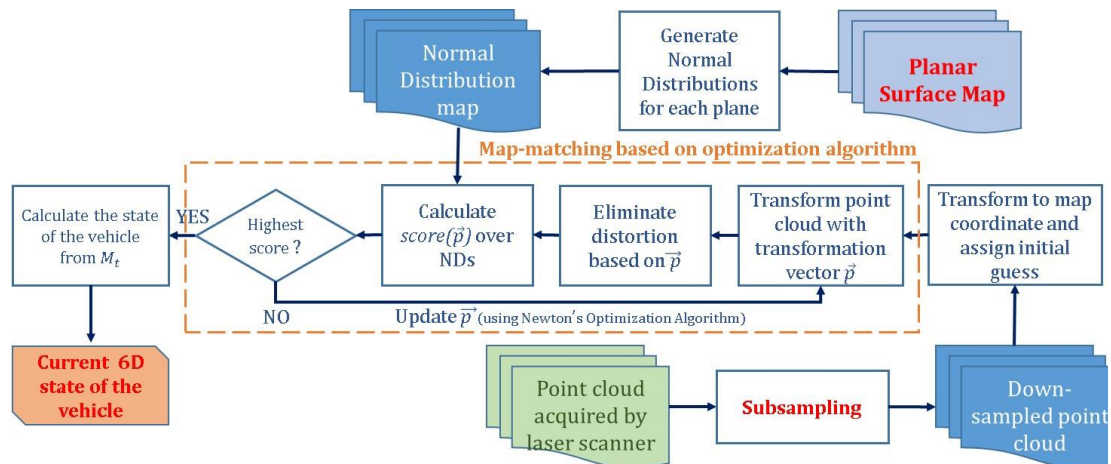 Normal
Distribution
map
Generate
Normal
Distributions
for each plane
Planar
Surface Map
Map-matching based on optimization algorithm
Calculate the state
of the vehicle
from M_t
YES
Highest
score ?
Calculate
score(p⃗) over
NDs
Eliminate
distortion
based on p⃗
Transform point
cloud with
transformation
vector p⃗
Transform to map
coordinate and
assign initial
guess
NO
Update p⃗ (using Newton's Optimization Algorithm)
Current 6D
state of the
vehicle
Point cloud
acquired by
laser scanner
Subsampling
Down-
sampled point
cloud